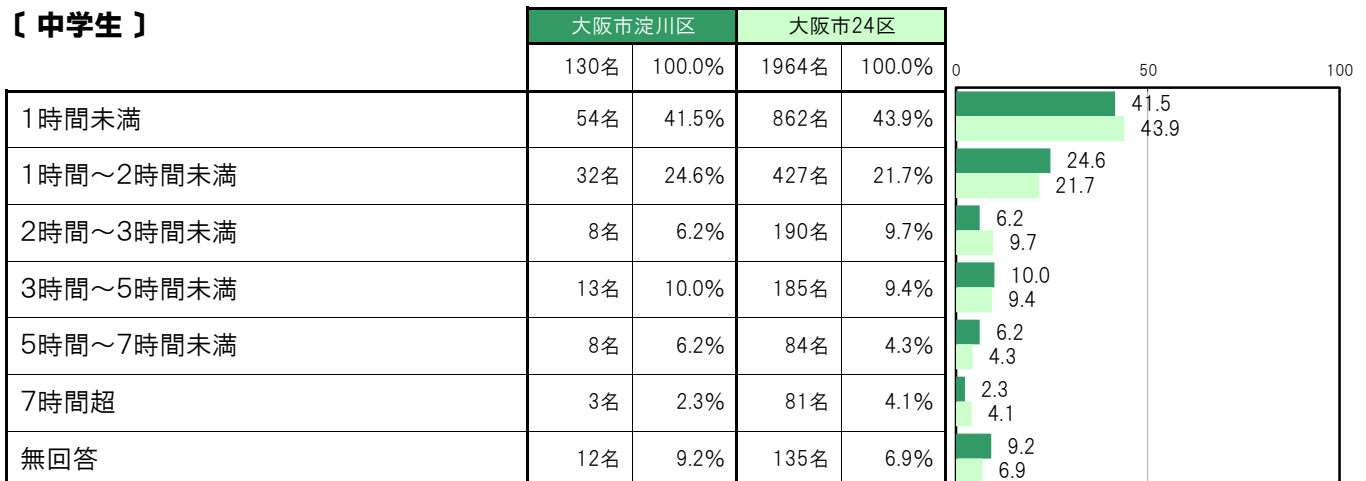 〔 中学生 〕
大阪市淀川区 大阪市24区
130名 100.0% 1964名 100.0% 0 50 100
1時間未満 54名 41.5% 862名 43.9% 41.5
43.9
1時間～2時間未満 32名 24.6% 427名 21.7% 24.6
21.7
2時間～3時間未満 8名 6.2% 190名 9.7% 6.2
9.7
3時間～5時間未満 13名 10.0% 185名 9.4% 10.0
9.4
5時間～7時間未満 8名 6.2% 84名 4.3% 6.2
4.3
7時間超 3名 2.3% 81名 4.1% 2.3
4.1
無回答 12名 9.2% 135名 6.9% 9.2
6.9